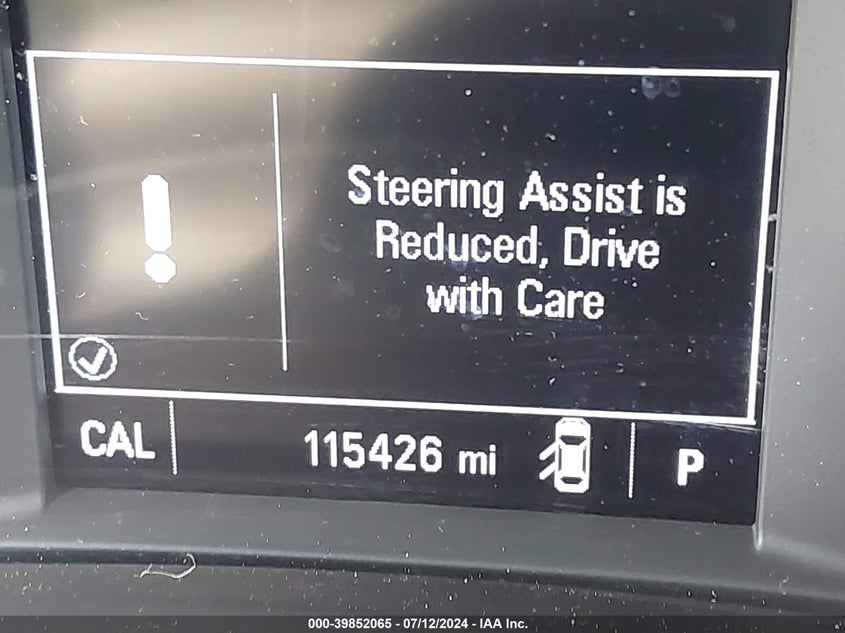 Steering Assist is
Reduced, Drive
with Care
CAL 115426 mi P
000-39852065 - 07/12/2024 - IAA Inc.